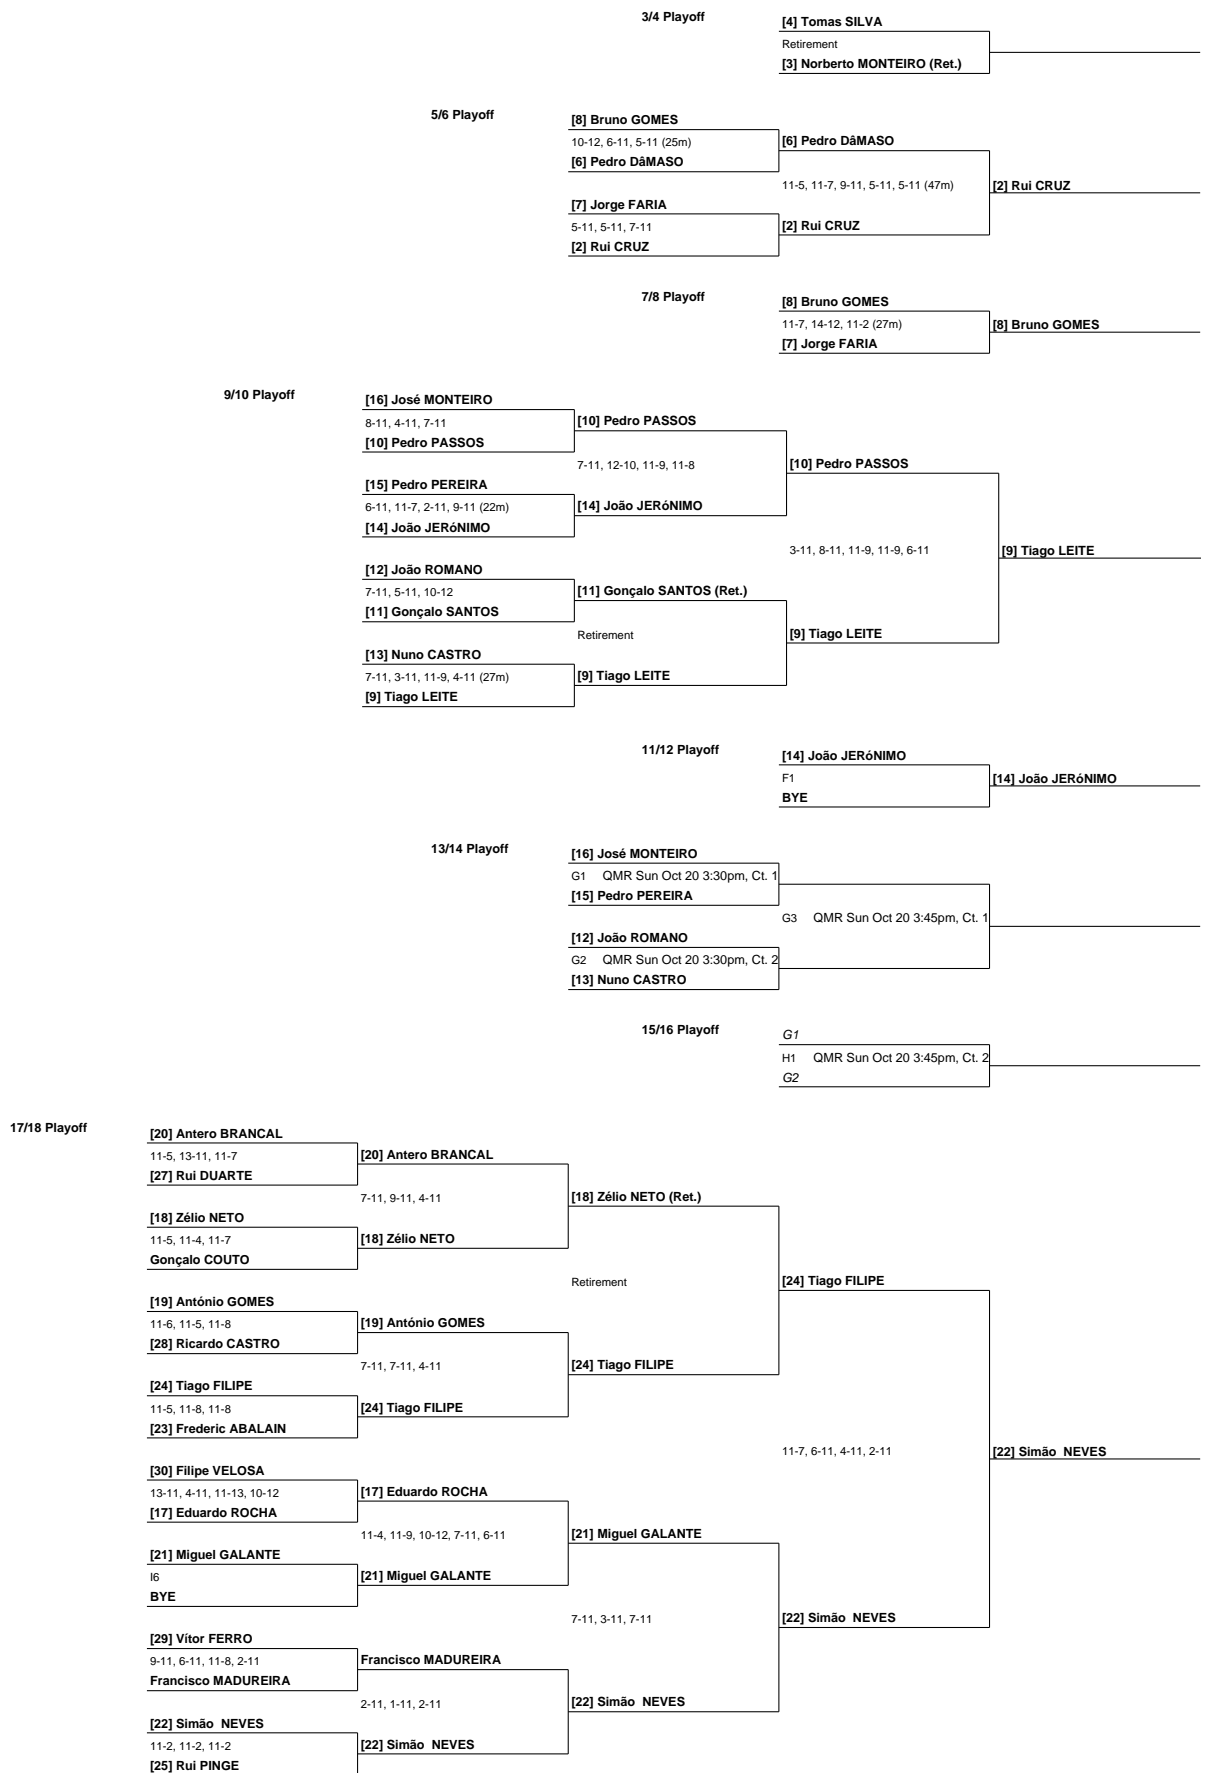 3/4 Playoff
[4] Tomas SILVA
Retirement
[3] Norberto MONTEIRO (Ret.)
5/6 Playoff
[8] Bruno GOMES
10-12, 6-11, 5-11 (25m)
[6] Pedro DâMASO
[6] Pedro DâMASO
11-5, 11-7, 9-11, 5-11, 5-11 (47m)
[2] Rui CRUZ
[7] Jorge FARIA
5-11, 5-11, 7-11
[2] Rui CRUZ
[2] Rui CRUZ
7/8 Playoff
[8] Bruno GOMES
11-7, 14-12, 11-2 (27m)
[8] Bruno GOMES
[7] Jorge FARIA
9/10 Playoff
[16] José MONTEIRO
8-11, 4-11, 7-11
[10] Pedro PASSOS
[10] Pedro PASSOS
7-11, 12-10, 11-9, 11-8
[10] Pedro PASSOS
[15] Pedro PEREIRA
6-11, 11-7, 2-11, 9-11 (22m)
[14] João JERóNIMO
[14] João JERóNIMO
3-11, 8-11, 11-9, 11-9, 6-11
[9] Tiago LEITE
[12] João ROMANO
7-11, 5-11, 10-12
[11] Gonçalo SANTOS (Ret.)
[11] Gonçalo SANTOS
Retirement
[9] Tiago LEITE
[13] Nuno CASTRO
7-11, 3-11, 11-9, 4-11 (27m)
[9] Tiago LEITE
[9] Tiago LEITE
11/12 Playoff
[14] João JERóNIMO
F1
[14] João JERóNIMO
BYE
13/14 Playoff
[16] José MONTEIRO
G1 QMR Sun Oct 20 3:30pm, Ct. 1
[15] Pedro PEREIRA
G3 QMR Sun Oct 20 3:45pm, Ct. 1
[12] João ROMANO
G2 QMR Sun Oct 20 3:30pm, Ct. 2
[13] Nuno CASTRO
15/16 Playoff
G1
H1 QMR Sun Oct 20 3:45pm, Ct. 2
G2
17/18 Playoff
[20] Antero BRANCAL
11-5, 13-11, 11-7
[20] Antero BRANCAL
[27] Rui DUARTE
7-11, 9-11, 4-11
[18] Zélio NETO (Ret.)
[18] Zélio NETO
11-5, 11-4, 11-7
[18] Zélio NETO
Gonçalo COUTO
Retirement
[24] Tiago FILIPE
[19] António GOMES
11-6, 11-5, 11-8
[19] António GOMES
[28] Ricardo CASTRO
7-11, 7-11, 4-11
[24] Tiago FILIPE
[24] Tiago FILIPE
11-5, 11-8, 11-8
[24] Tiago FILIPE
[23] Frederic ABALAIN
11-7, 6-11, 4-11, 2-11
[22] Simão NEVES
[30] Filipe VELOSA
13-11, 4-11, 11-13, 10-12
[17] Eduardo ROCHA
[17] Eduardo ROCHA
11-4, 11-9, 10-12, 7-11, 6-11
[21] Miguel GALANTE
[21] Miguel GALANTE
I6
[21] Miguel GALANTE
BYE
7-11, 3-11, 7-11
[22] Simão NEVES
[29] Vítor FERRO
9-11, 6-11, 11-8, 2-11
Francisco MADUREIRA
Francisco MADUREIRA
2-11, 1-11, 2-11
[22] Simão NEVES
[22] Simão NEVES
11-2, 11-2, 11-2
[22] Simão NEVES
[25] Rui PINGE